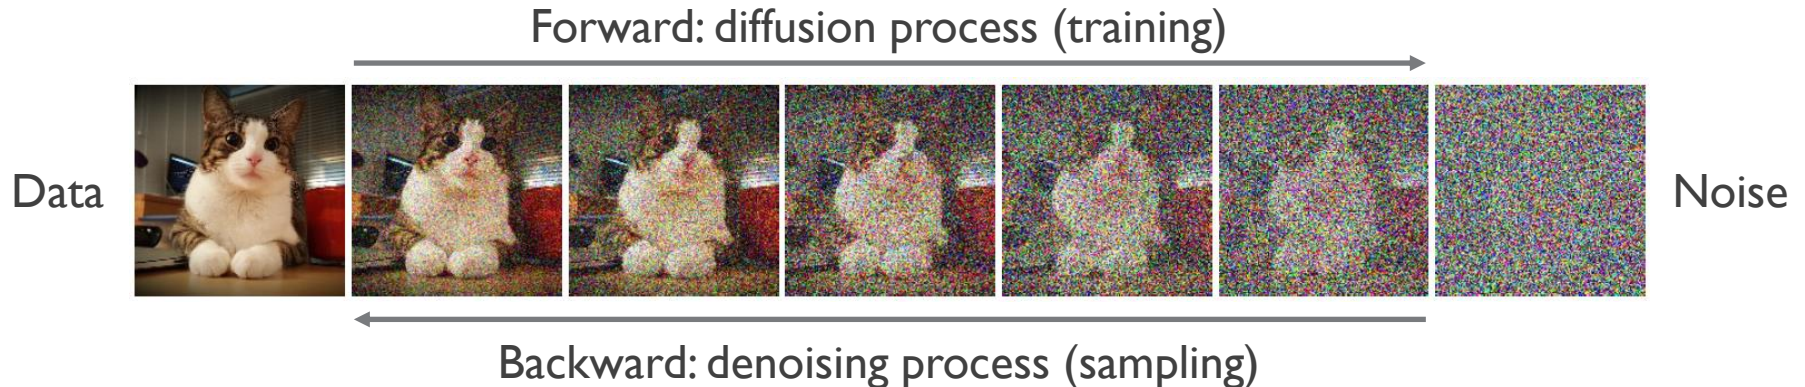 Forward: diffusion process (training)
Data
Noise
Backward: denoising process (sampling)